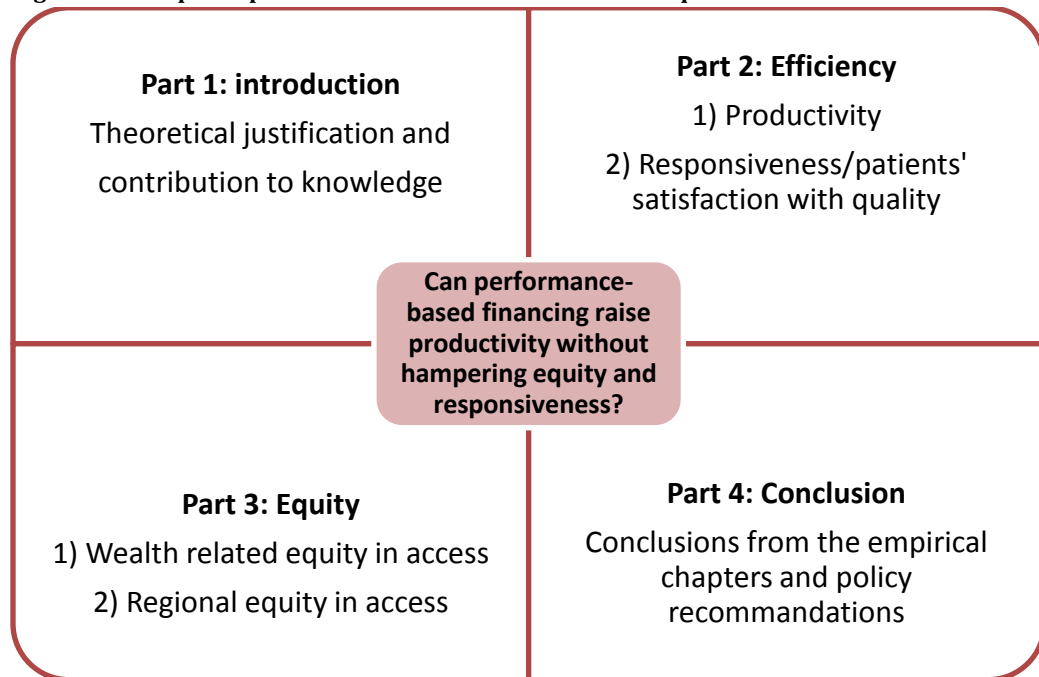 Part 1: introduction
Theoretical justification and
contribution to knowledge
Part 2: Efficiency
1) Productivity
2) Responsiveness/patients'
satisfaction with quality
Can performance-
based financing raise
productivity without
hampering equity and
responsiveness?
Part 3: Equity
1) Wealth related equity in access
2) Regional equity in access
Part 4: Conclusion
Conclusions from the empirical
chapters and policy
recommandations